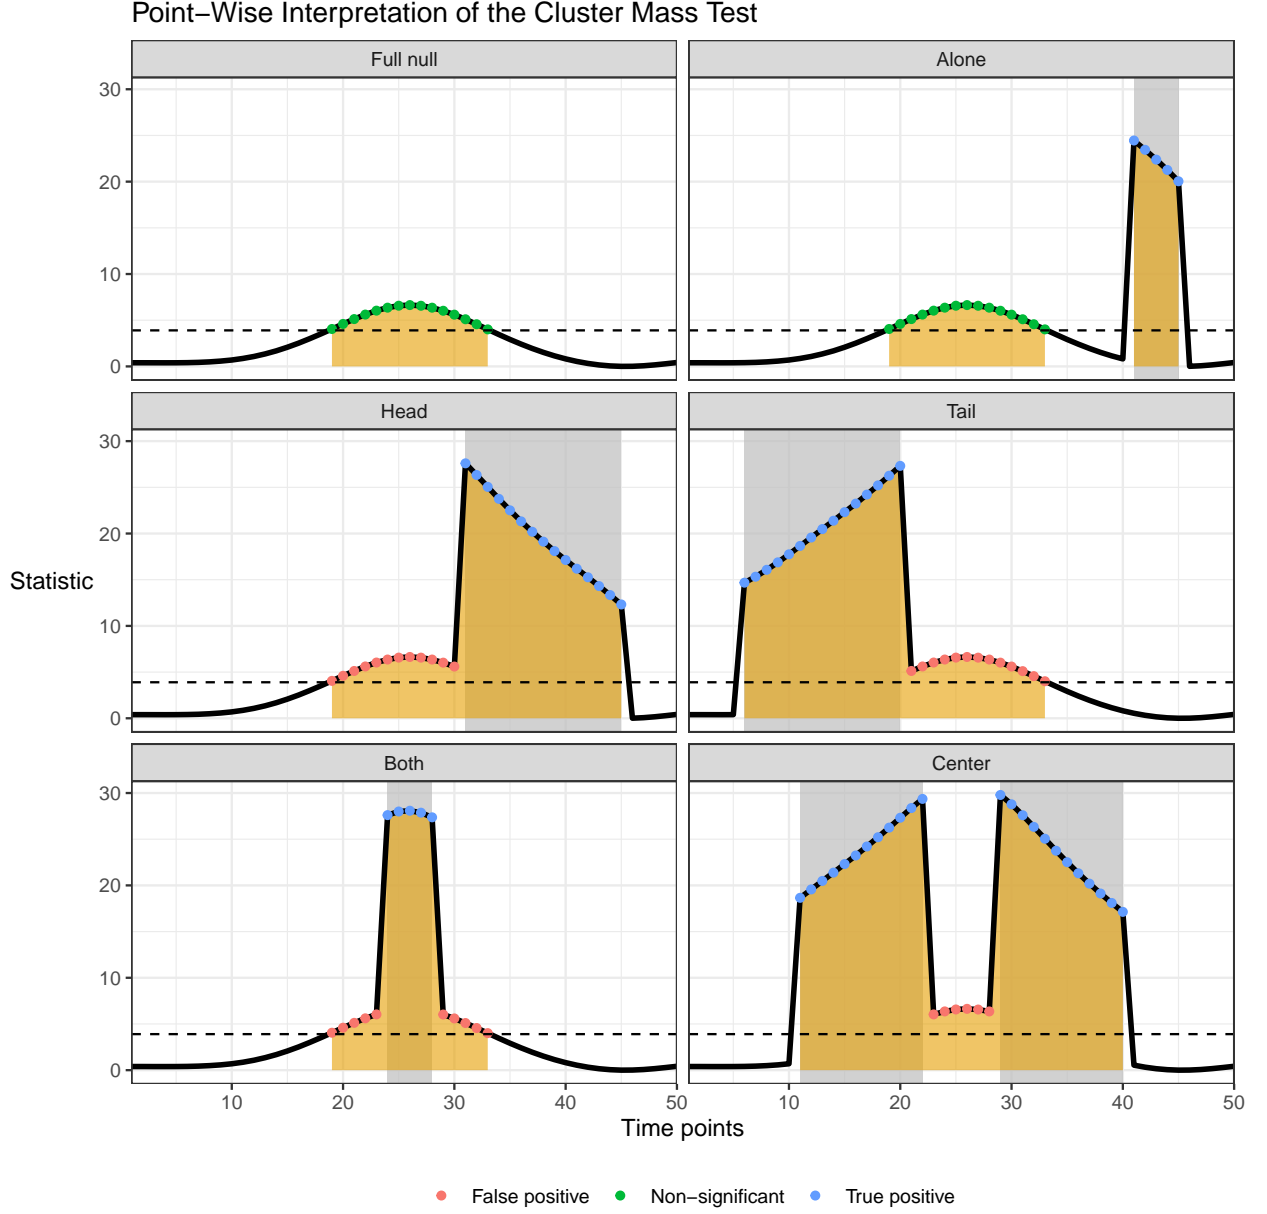 Point−Wise Interpretation of the Cluster Mass Test
Full null
Alone
30
20
10
0
Head
Tail
30
20
10
0
Statistic
Both
Center
30
20
10
0
10 20 30 40 50
10 20 30 40 50
Time points
False positive Non−significant True positive